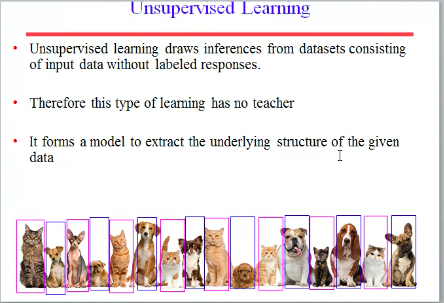 Unsupervised Learning
• Unsupervised learning draws inferences from datasets consisting
of input data without labeled responses.
• Therefore this type of learning has no teacher
• It forms a model to extract the underlying structure of the given
data